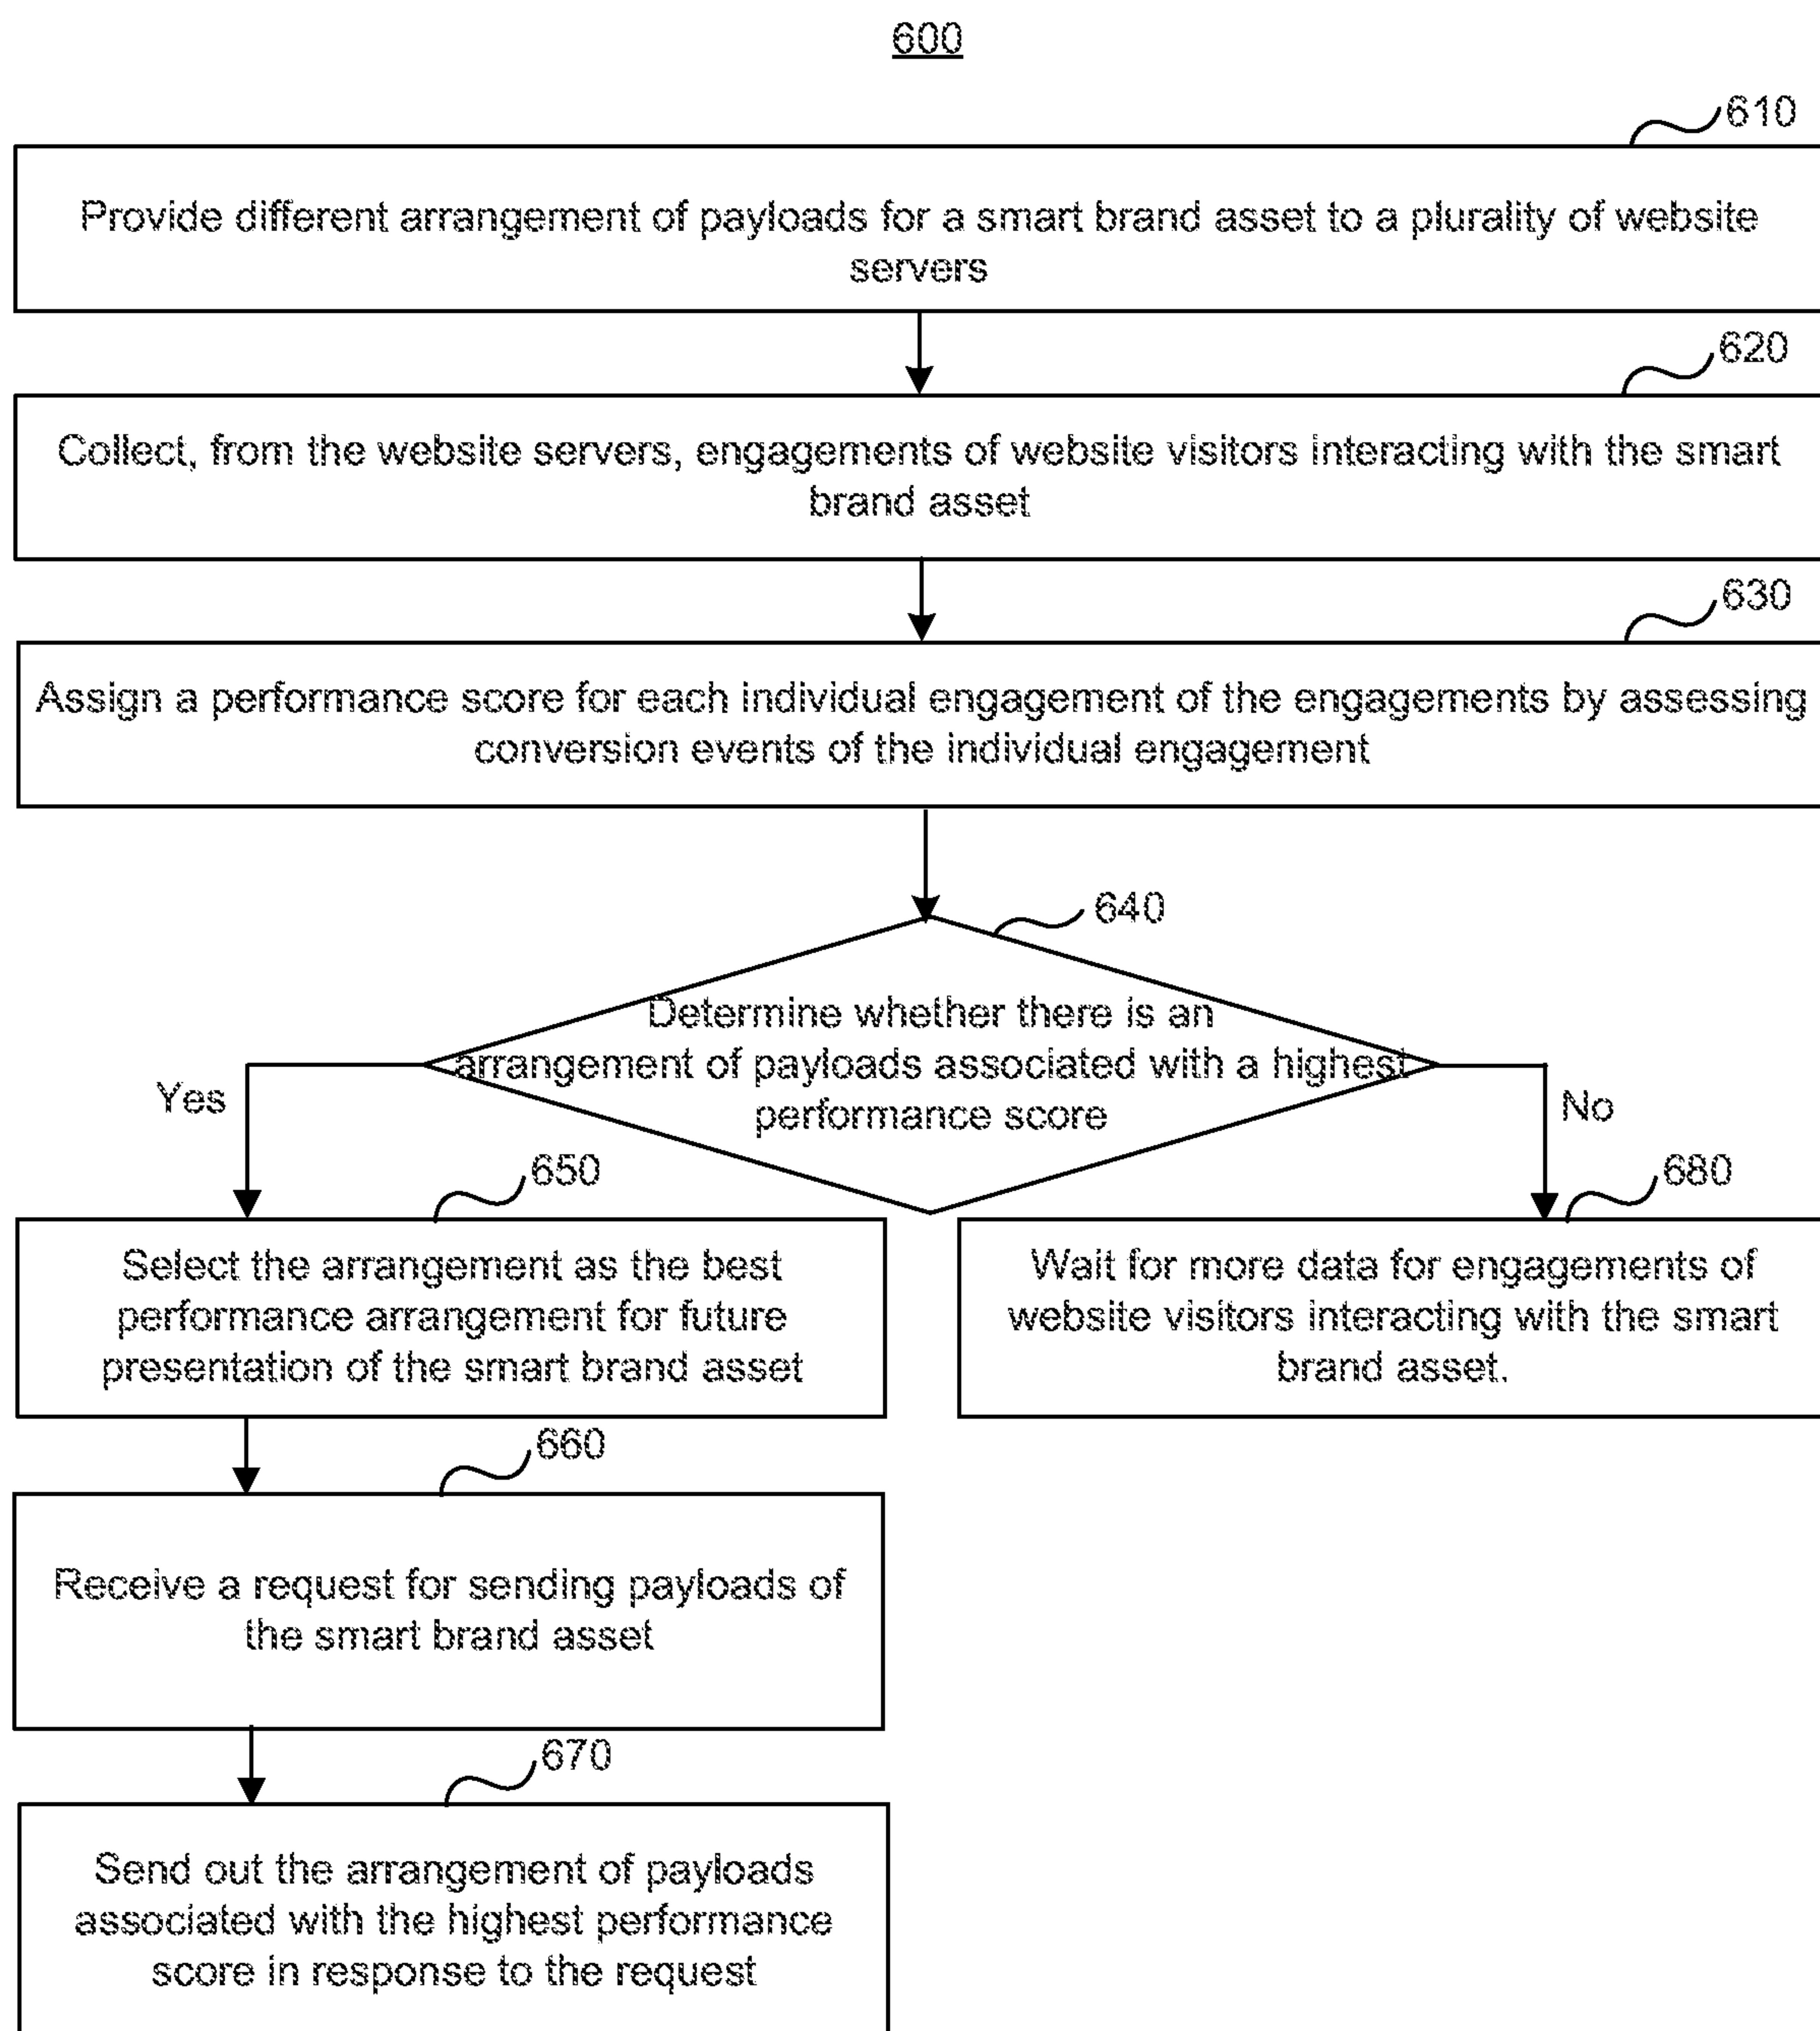 600
610
Provide different arrangement of payloads for a smart brand asset to a plurality of website
servers
620
Collect, from the website servers, engagements of website visitors interacting with the smart
brand asset
630
Assign a performance score for each individual engagement of the engagements by assessing
conversion events of the individual engagement
640
Determine whether there is an
arrangement of payloads associated with a highest
performance score
Yes
No
650
Select the arrangement as the best
performance arrangement for future
presentation of the smart brand asset
680
Wait for more data for engagements of
website visitors interacting with the smart
brand asset.
660
Receive a request for sending payloads of
the smart brand asset
670
Send out the arrangement of payloads
associated with the highest performance
score in response to the request